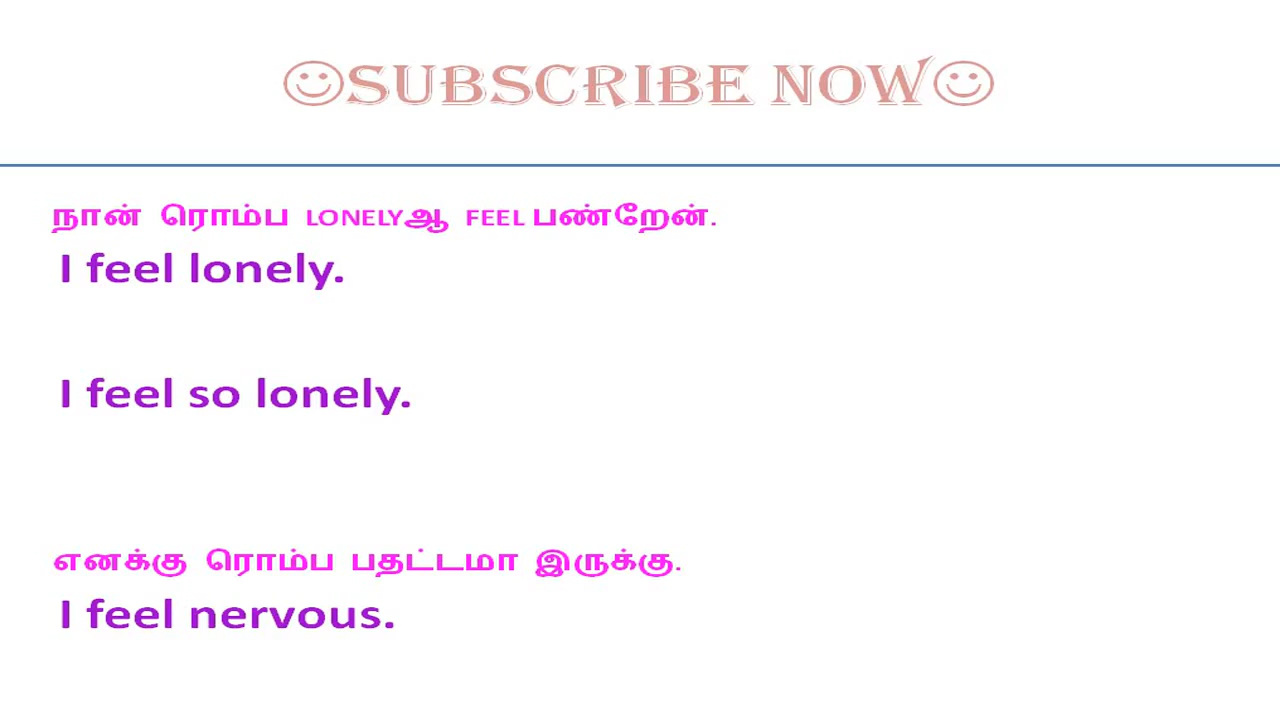 ☺SUBSCRIBE NOW☺
நான் ரொம்ப LONELYஆ FEEL பண்றேன்.
I feel lonely.
I feel so lonely.
எனக்கு ரொம்ப பதட்டமா இருக்கு.
I feel nervous.